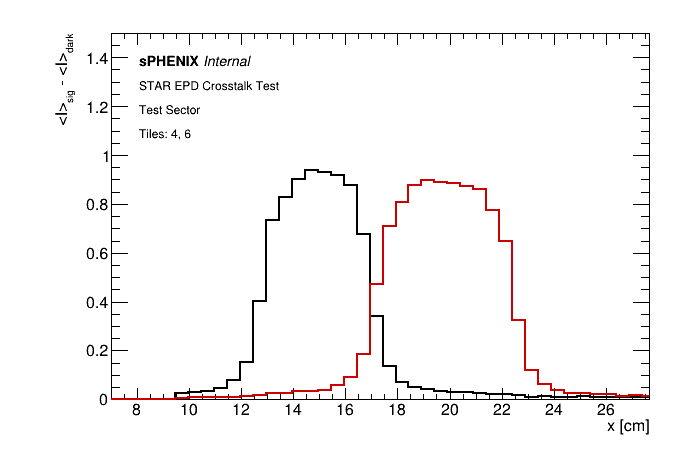 <I>sig - <I>dark
1.4
1.2
1
0.8
0.6
0.4
0.2
0
sPHENIX Internal
STAR EPD Crosstalk Test
Test Sector
Tiles: 4, 6
8 10 12 14 16 18 20 22 24 26
x [cm]